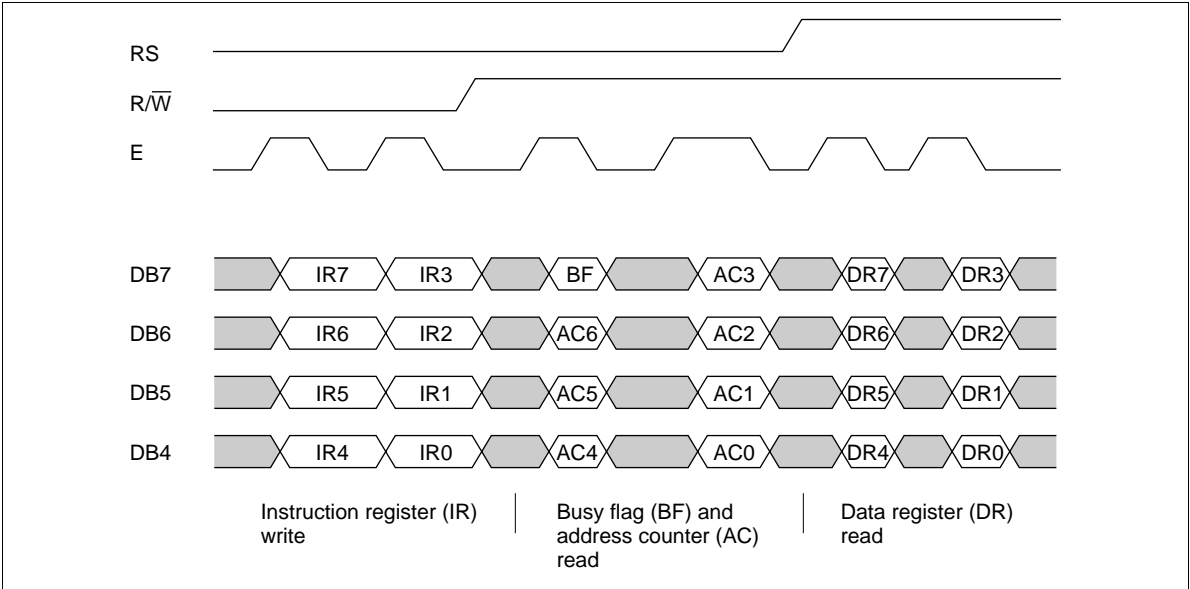 RS
R/W̅
E
DB7 IR7 IR3 BF AC3 DR7 DR3
DB6 IR6 IR2 AC6 AC2 DR6 DR2
DB5 IR5 IR1 AC5 AC1 DR5 DR1
DB4 IR4 IR0 AC4 AC0 DR4 DR0
Instruction register (IR)
write
Busy flag (BF) and
address counter (AC)
read
Data register (DR)
read